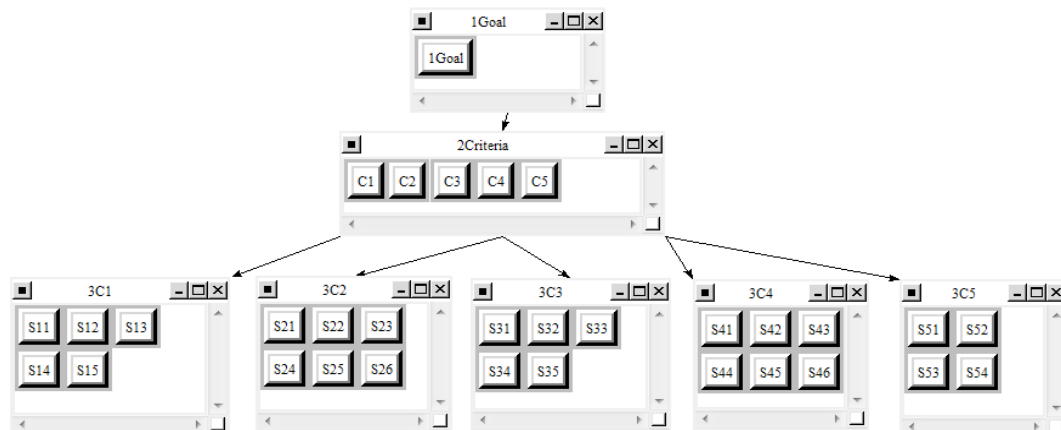 1Goal
1Goal
2Criteria
C1 C2 C3 C4 C5
3C1
S11 S12 S13
S14 S15
3C2
S21 S22 S23
S24 S25 S26
3C3
S31 S32 S33
S34 S35
3C4
S41 S42 S43
S44 S45 S46
3C5
S51 S52
S53 S54